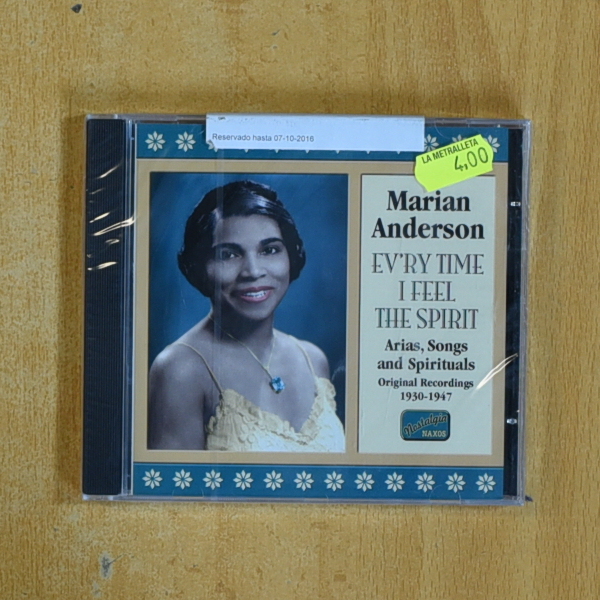 Reservado hasta 07-10-2016
LA METRALLETA
4,00
Marian
Anderson
EV'RY TIME
I FEEL
THE SPIRIT
Arias, Songs
and Spirituals
Original Recordings
1930-1947
Nostalgia
NAXOS